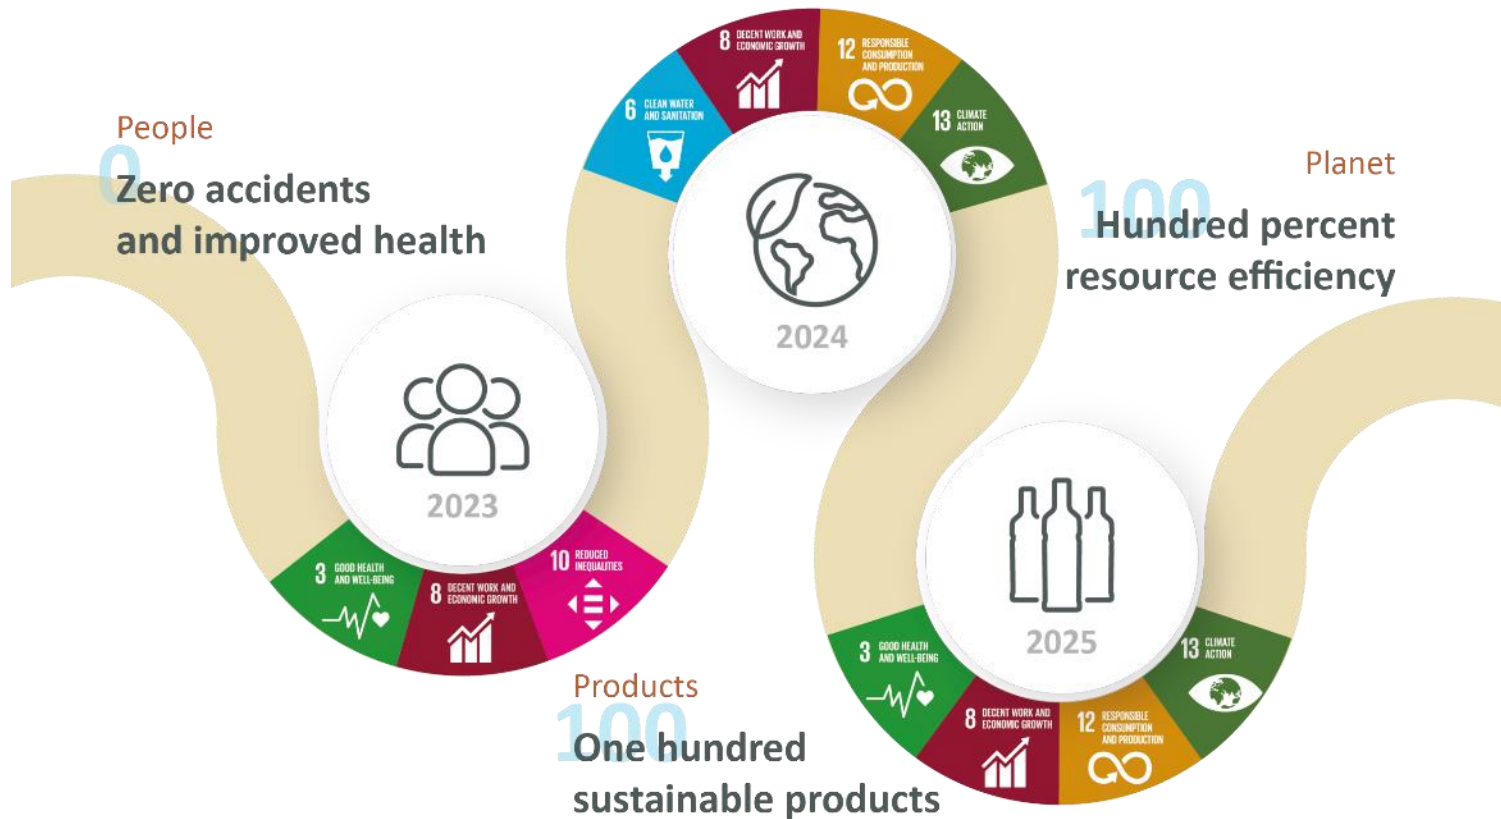 People
0
Zero accidents
and improved health
2023
3 GOOD HEALTH
AND WELL-BEING
8 DECENT WORK AND
ECONOMIC GROWTH
10 REDUCED
INEQUALITIES
6 CLEAN WATER
AND SANITATION
8 DECENT WORK AND
ECONOMIC GROWTH
12 RESPONSIBLE
CONSUMPTION
AND PRODUCTION
13 CLIMATE
ACTION
2024
Planet
100
Hundred percent
resource efficiency
Products
100
One hundred
sustainable products
2025
3 GOOD HEALTH
AND WELL-BEING
8 DECENT WORK AND
ECONOMIC GROWTH
12 RESPONSIBLE
CONSUMPTION
AND PRODUCTION
13 CLIMATE
ACTION